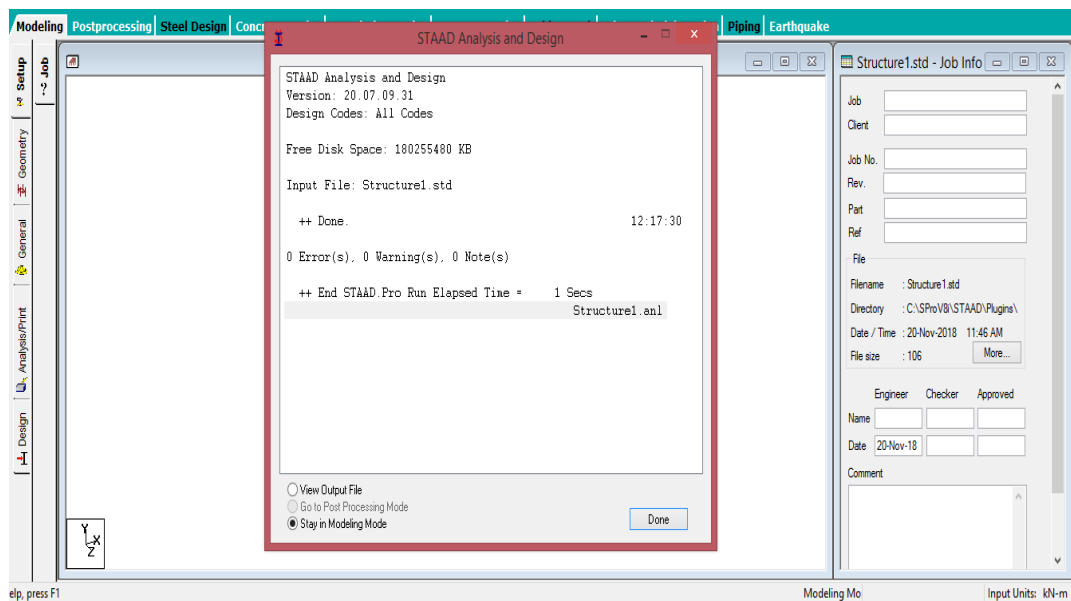 Modeling Postprocessing Steel Design Piping Earthquake
Setup
Job
Geometry
General
Analysis/Print
Design
STAAD Analysis and Design
STAAD Analysis and Design
Version: 20.07.09.31
Design Codes: All Codes
Free Disk Space: 180255480 KB
Input File: Structure1.std
++ Done. 12:17:30
0 Error(s), 0 Warning(s), 0 Note(s)
++ End STAAD.Pro Run Elapsed Time = 1 Secs
Structure1.anl
View Output File
Go to Post Processing Mode
Stay in Modeling Mode
Done
Y
X
Z
Structure1.std - Job Info
Job
Client
Job No.
Rev.
Part
Ref
File
Filename : Structure1.std
Directory : C:\SProV8i\STAAD\Plugins\
Date / Time : 20-Nov-2018 11:46 AM
File size : 106 More...
Engineer Checker Approved
Name
Date 20-Nov-18
Comment
elp, press F1 Modeling Mo Input Units: kN-m